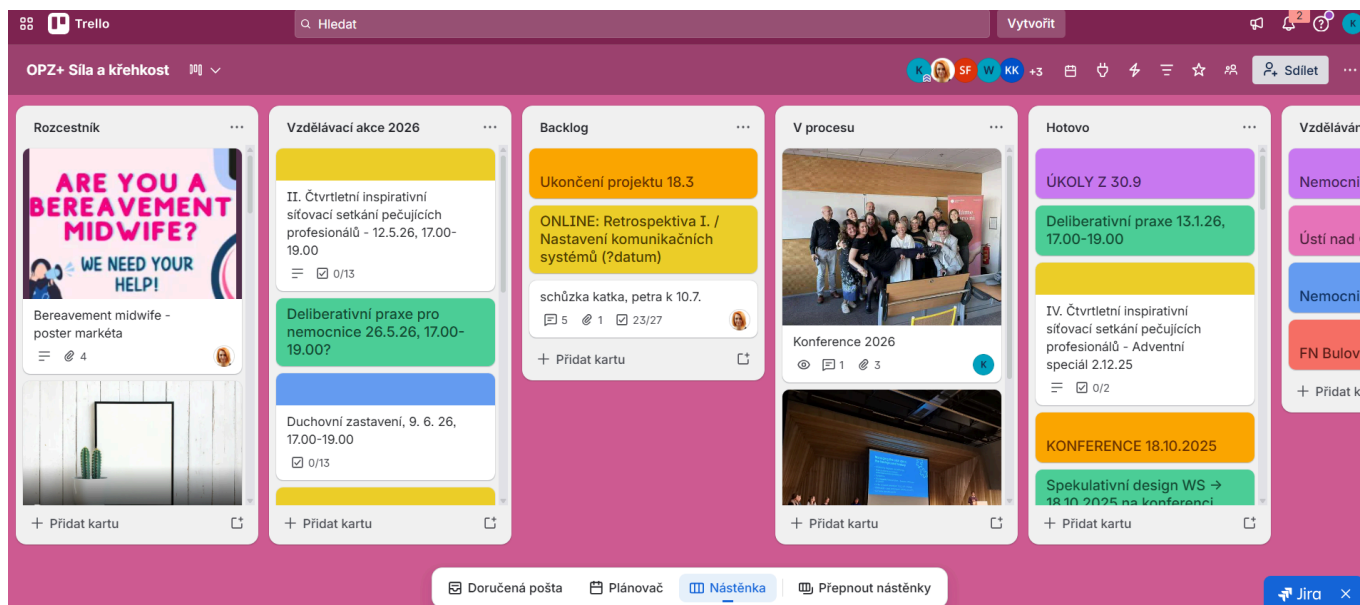 Trello
Hledat
Vytvořit
2
K
OPZ+ Síla a křehkost
K
SF
W
KK
+3
Sdílet
Rozcestník
ARE YOU A
BEREAVEMENT
MIDWIFE?
WE NEED YOUR
HELP!
Bereavement midwife -
poster markéta
4
Přidat kartu
Vzdělávací akce 2026
II. Čtvrtletní inspirativní
síťovací setkání pečujících
profesionálů - 12.5.26, 17.00-
19.00
0/13
Deliberativní praxe pro
nemocnice 26.5.26, 17.00-
19.00?
Duchovní zastavení, 9. 6. 26,
17.00-19.00
0/13
Přidat kartu
Backlog
Ukončení projektu 18.3
ONLINE: Retrospektiva I. /
Nastavení komunikačních
systémů (?datum)
schůzka katka, petra k 10.7.
5 1 23/27
Přidat kartu
V procesu
Konference 2026
1 3
K
Přidat kartu
Hotovo
ÚKOLY Z 30.9
Deliberativní praxe 13.1.26,
17.00-19.00
IV. Čtvrtletní inspirativní
síťovací setkání pečujících
profesionálů - Adventní
speciál 2.12.25
0/2
KONFERENCE 18.10.2025
Spekulativní design WS →
18.10.2025 na konferenci
Přidat kartu
Vzděláván
Nemocni
Ústí nad
Nemocni
FN Bulov
Přidat k
Doručená pošta
Plánovač
Nástěnka
Přepnout nástěnky
Jira